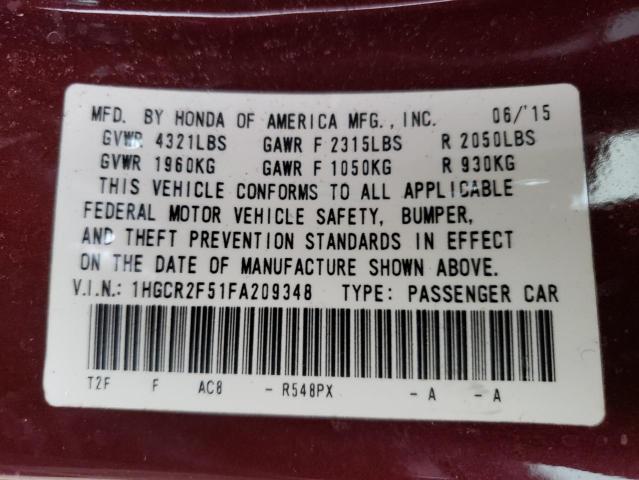 MFD. BY HONDA OF AMERICA MFG., INC. 06/'15
GVWR 4321LBS GAWR F 2315LBS R 2050LBS
GVWR 1960KG GAWR F 1050KG R 930KG
THIS VEHICLE CONFORMS TO ALL APPLICABLE
FEDERAL MOTOR VEHICLE SAFETY, BUMPER,
AND THEFT PREVENTION STANDARDS IN EFFECT
ON THE DATE OF MANUFACTURE SHOWN ABOVE.
V.I.N.: 1HGCR2F51FA209348 TYPE: PASSENGER CAR
T2F F AC8 - R548PX - A - A